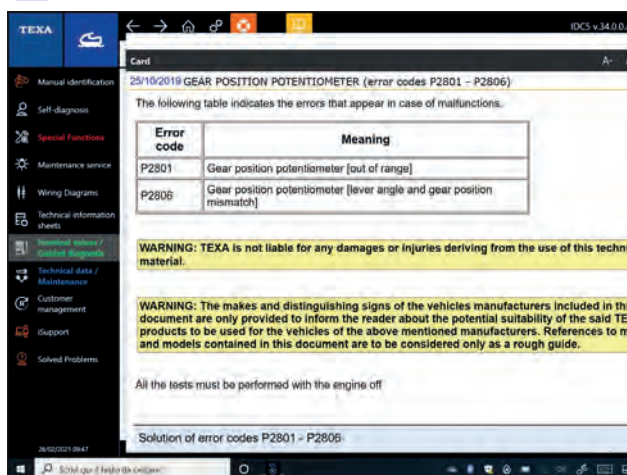 TEXA
IDC5 v.34.0.0
Card
A-
25/10/2019 GEAR POSITION POTENTIOMETER (error codes P2801 - P2806)
The following table indicates the errors that appear in case of malfunctions.
Error code
Meaning
P2801
Gear position potentiometer [out of range]
P2806
Gear position potentiometer [lever angle and gear position
mismatch]
WARNING: TEXA is not liable for any damages or injuries deriving from the use of this techni
material.
WARNING: The makes and distinguishing signs of the vehicles manufacturers included in this
document are only provided to inform the reader about the potential suitability of the said TE
products to be used for the vehicles of the above mentioned manufacturers. References to m
and models contained in this document are to be considered only as a rough guide.
All the tests must be performed with the engine off
Solution of error codes P2801 - P2806
Manual identification
Self-diagnosis
Special Functions
Maintenance service
Wiring Diagrams
Technical information
sheets
Nominal values /
Guided diagnosis
Technical data /
Maintenance
Customer
management
iSupport
Solved Problems
26/02/2021 09:47
Scrivi qui il testo da cercare